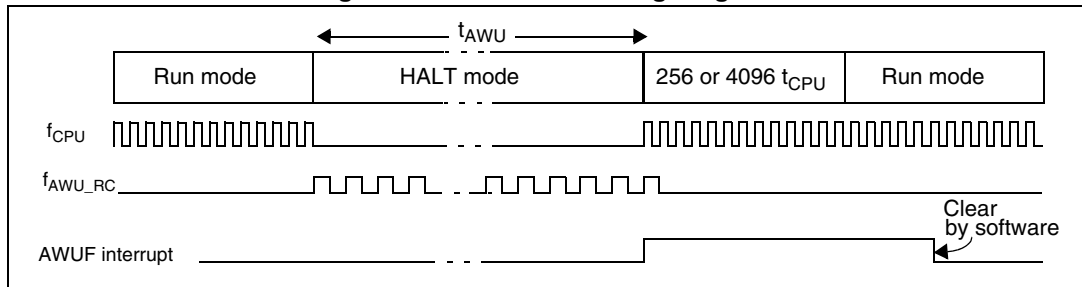 tAWU
Run mode HALT mode 256 or 4096 tCPU Run mode
fCPU
fAWU_RC
Clear
by software
AWUF interrupt